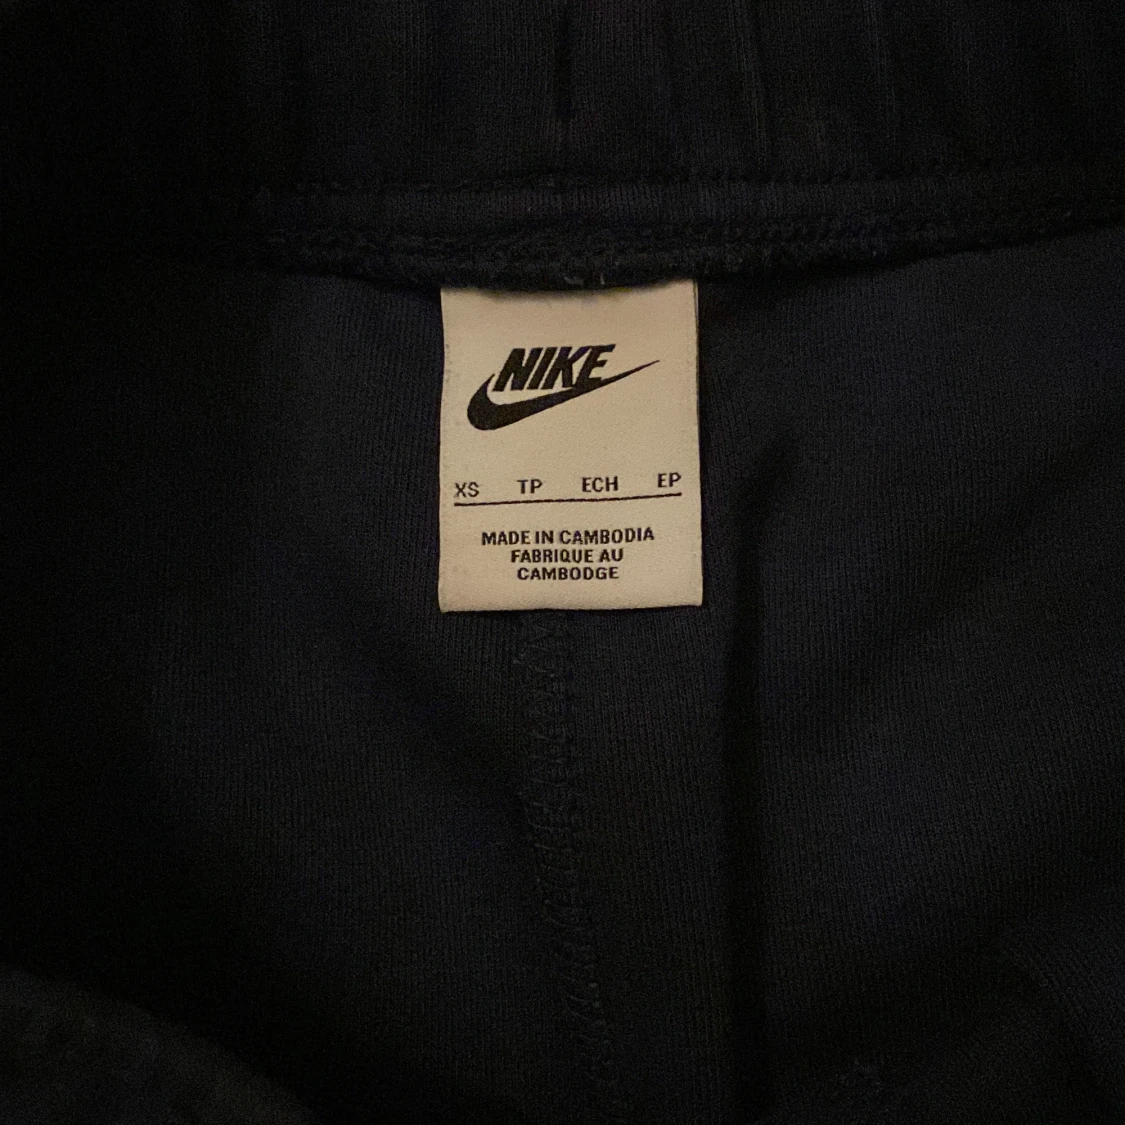 NIKE
XS TP ECH EP
MADE IN CAMBODIA
FABRIQUE AU
CAMBODGE